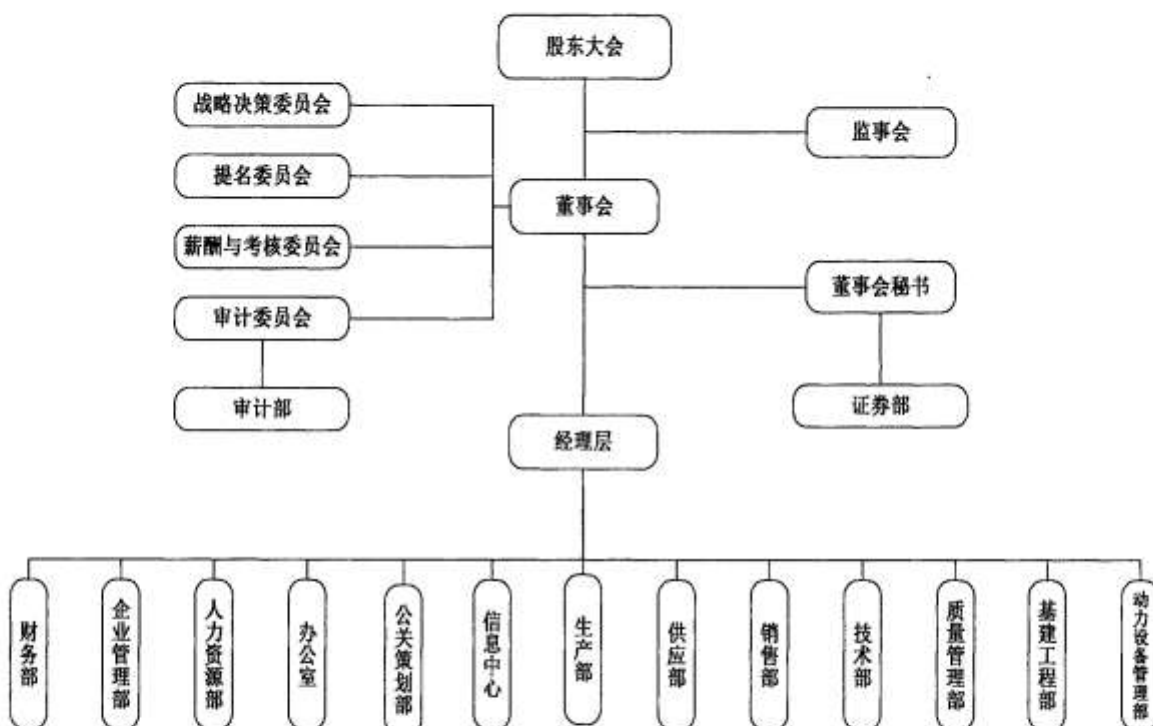 股东大会
战略决策委员会
监事会
提名委员会
董事会
薪酬与考核委员会
董事会秘书
审计委员会
审计部
证券部
经理层
财务部
企业管理部
人力资源部
办公室
公关策划部
信息中心
生产部
供应部
销售部
技术部
质量管理部
基建工程部
动力设备管理部